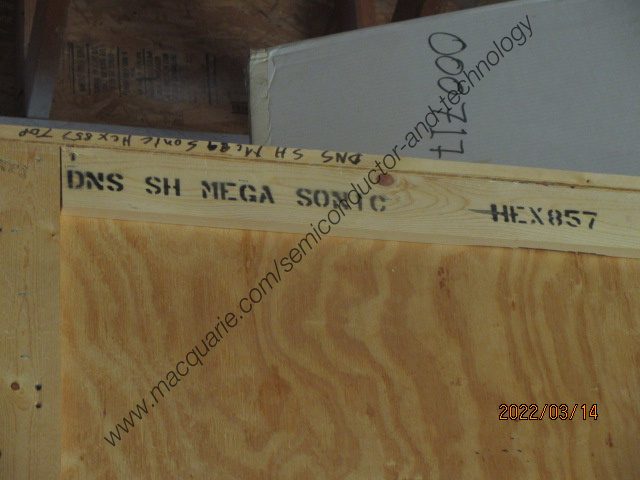 000717
DNS SH MEGA SONIC HEX857 TOP
DNS SH MEGA SONIC HEX857
www.macquarie.com/semiconductor-and-technology
2022/03/14